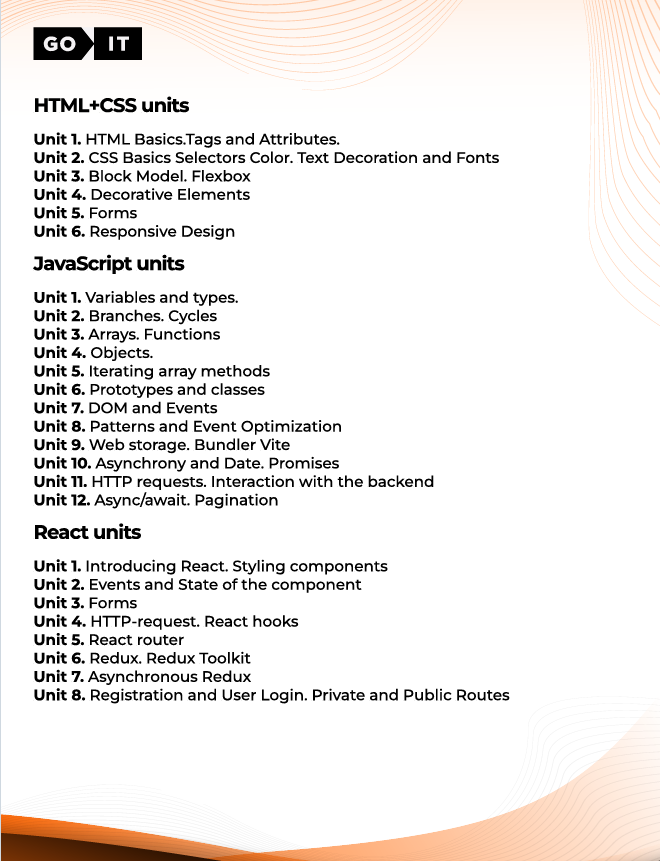 GO IT
HTML+CSS units
Unit 1. HTML Basics.Tags and Attributes.
Unit 2. CSS Basics Selectors Color. Text Decoration and Fonts
Unit 3. Block Model. Flexbox
Unit 4. Decorative Elements
Unit 5. Forms
Unit 6. Responsive Design
JavaScript units
Unit 1. Variables and types.
Unit 2. Branches. Cycles
Unit 3. Arrays. Functions
Unit 4. Objects.
Unit 5. Iterating array methods
Unit 6. Prototypes and classes
Unit 7. DOM and Events
Unit 8. Patterns and Event Optimization
Unit 9. Web storage. Bundler Vite
Unit 10. Asynchrony and Date. Promises
Unit 11. HTTP requests. Interaction with the backend
Unit 12. Async/await. Pagination
React units
Unit 1. Introducing React. Styling components
Unit 2. Events and State of the component
Unit 3. Forms
Unit 4. HTTP-request. React hooks
Unit 5. React router
Unit 6. Redux. Redux Toolkit
Unit 7. Asynchronous Redux
Unit 8. Registration and User Login. Private and Public Routes